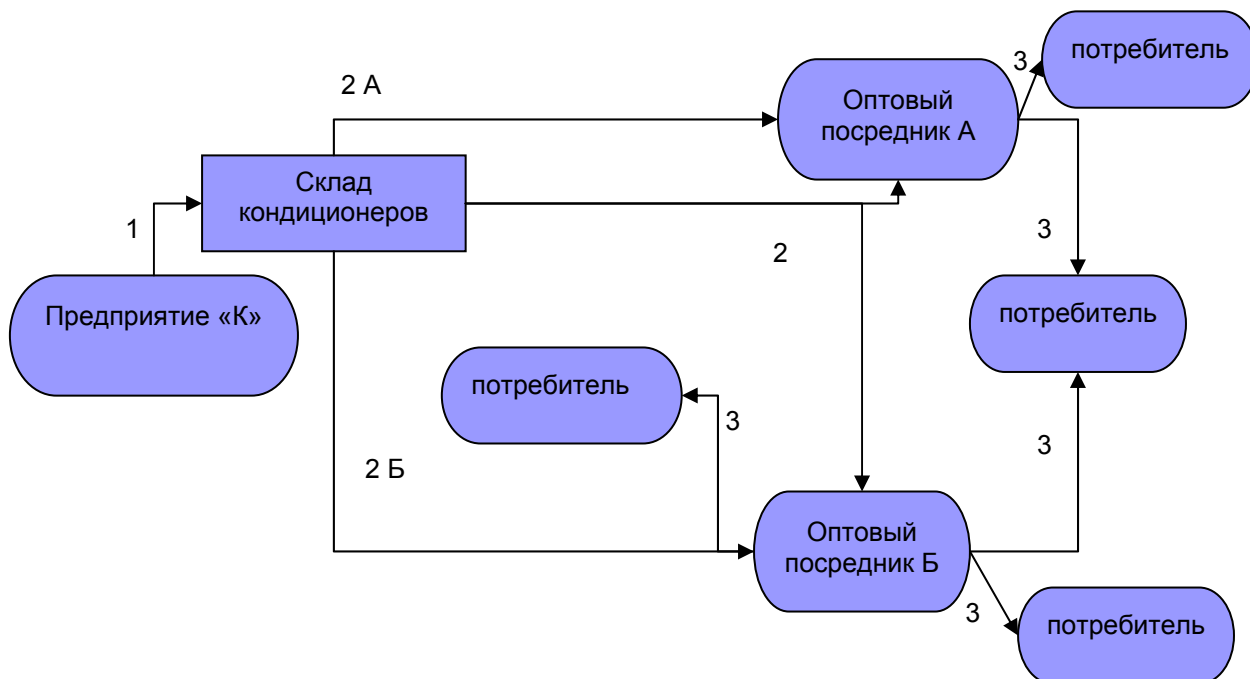 3
потребитель
2 А
Оптовый
посредник А
Склад
кондиционеров
1
2
3
Предприятие «К»
потребитель
потребитель
3
3
2 Б
Оптовый
посредник Б
3
потребитель